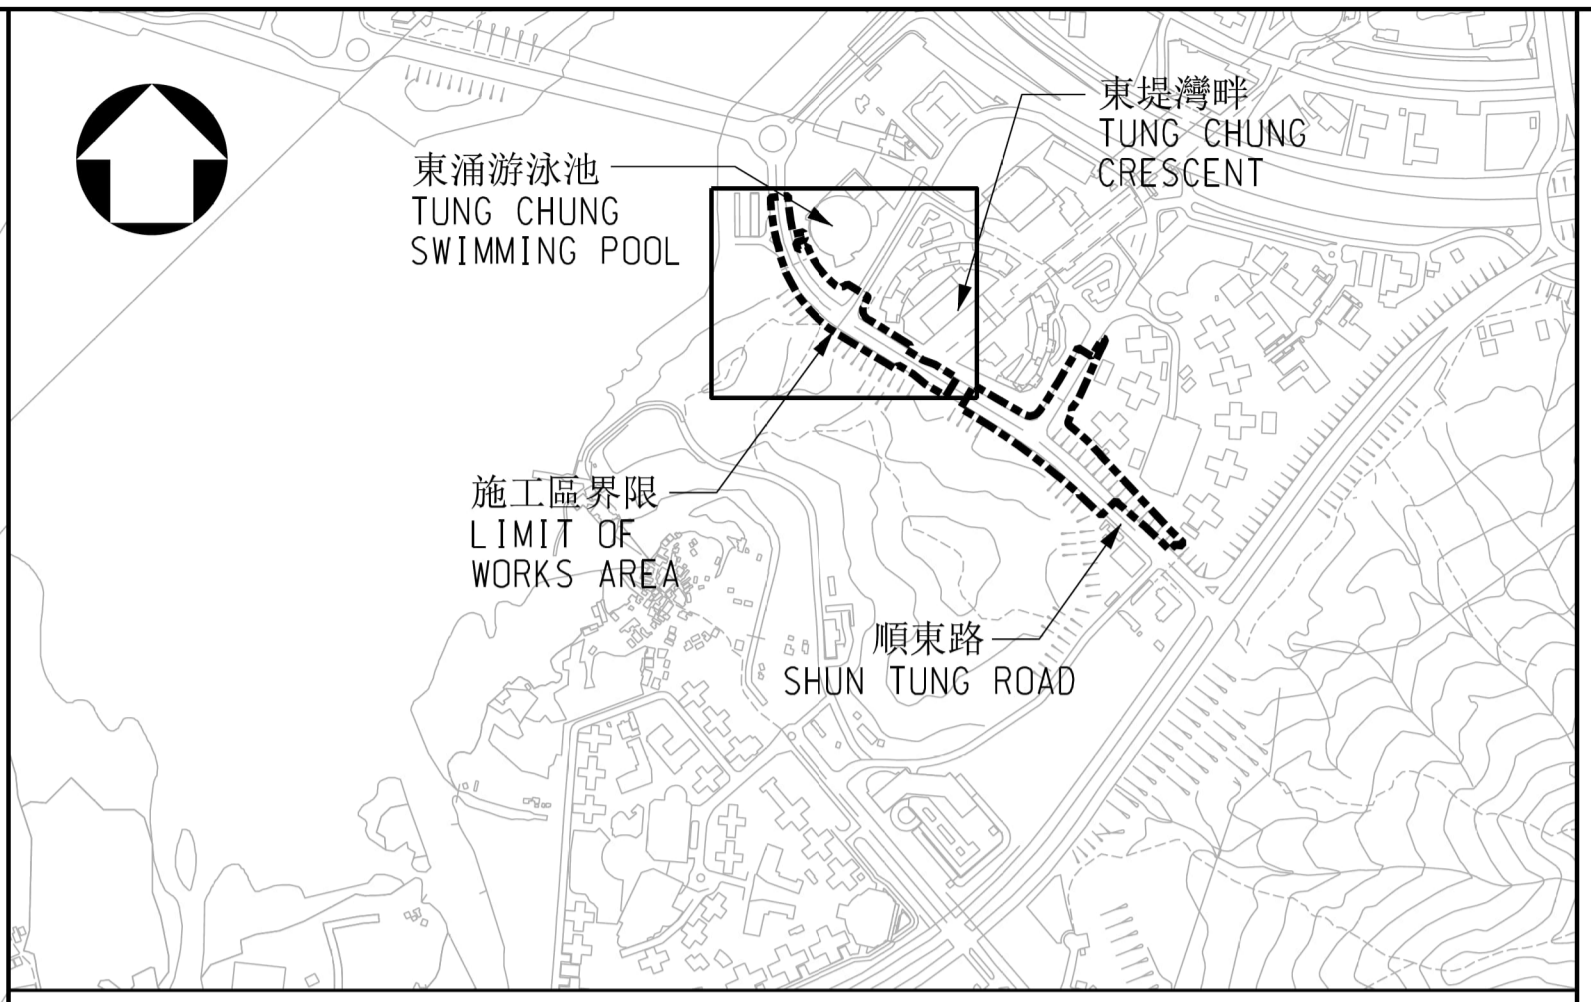 東堤灣畔
TUNG CHUNG
CRESCENT
東涌游泳池
TUNG CHUNG
SWIMMING POOL
施工區界限
LIMIT OF
WORKS AREA
順東路
SHUN TUNG ROAD